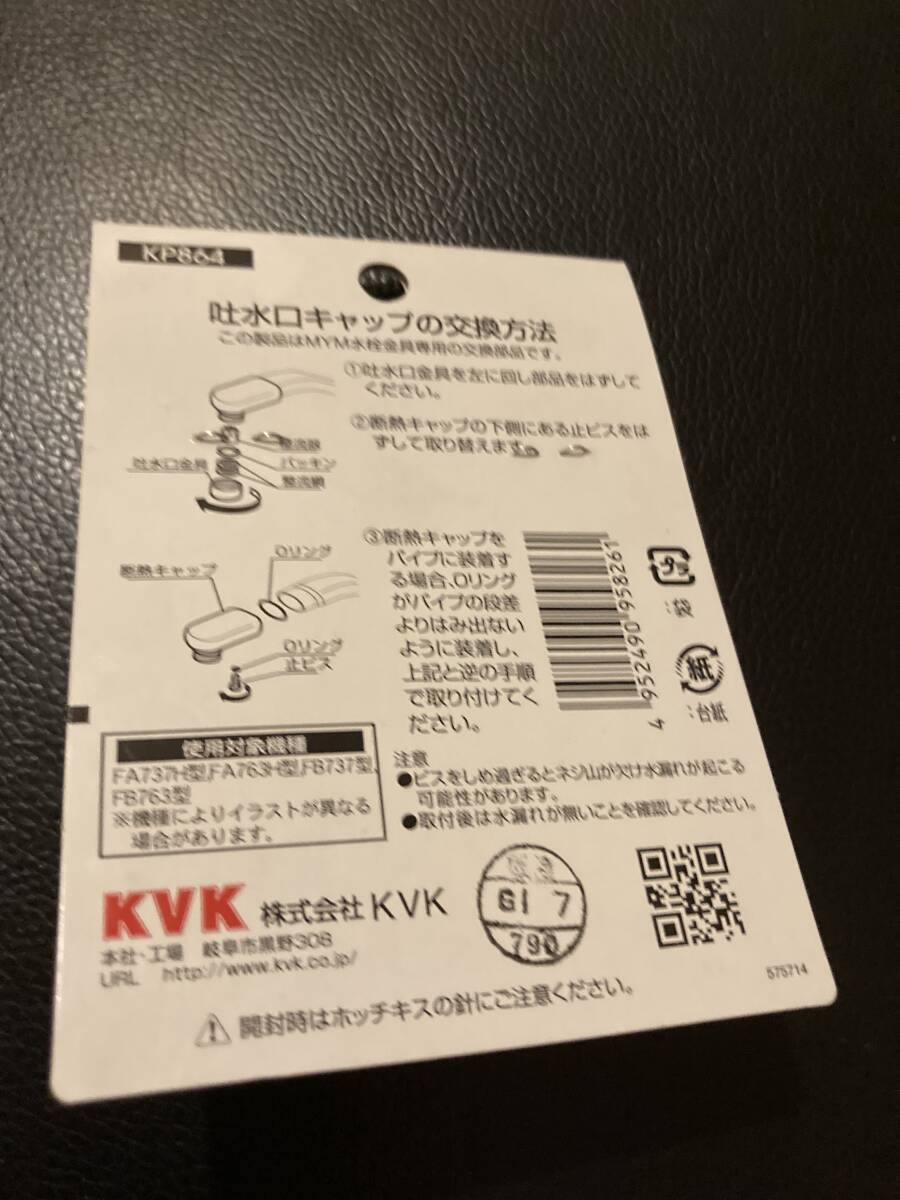 KP864
吐水口キャップの交換方法
この製品はMYM水栓金具専用の交換部品です。
①吐水口金具を左に回し部品をはずして
ください。
②断熱キャップの下側にある止ビスをは
ずして取り替えます。
整流器
パッキン
整流網
吐水口金具
③断熱キャップを
パイプに装着す
る場合、Oリング
がパイプの段差
よりはみ出ない
ように装着し、
上記と逆の手順
で取り付けてく
ださい。
Oリング
断熱キャップ
Oリング
止ビス
4 952490 958261
プラ
:袋
紙
:台紙
使用対象機種
FA737H型,FA763H型,FB737型,
FB763型
※機種によりイラストが異なる
場合があります。
注意
●ビスをしめ過ぎるとネジ山が欠け水漏れが起こる
可能性があります。
●取付後は水漏れが無いことを確認してください。
KVK 株式会社KVK
本社・工場 岐阜市黒野308
URL http://www.kvk.co.jp/
GI 7
790
575714
開封時はホッチキスの針にご注意ください。